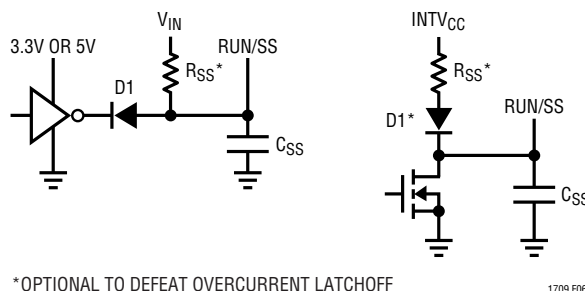 3.3V OR 5V
V_IN
RUN/SS
R_SS*
D1
C_SS
INTV_CC
R_SS*
D1*
RUN/SS
C_SS
*OPTIONAL TO DEFEAT OVERCURRENT LATCHOFF
1709 F06